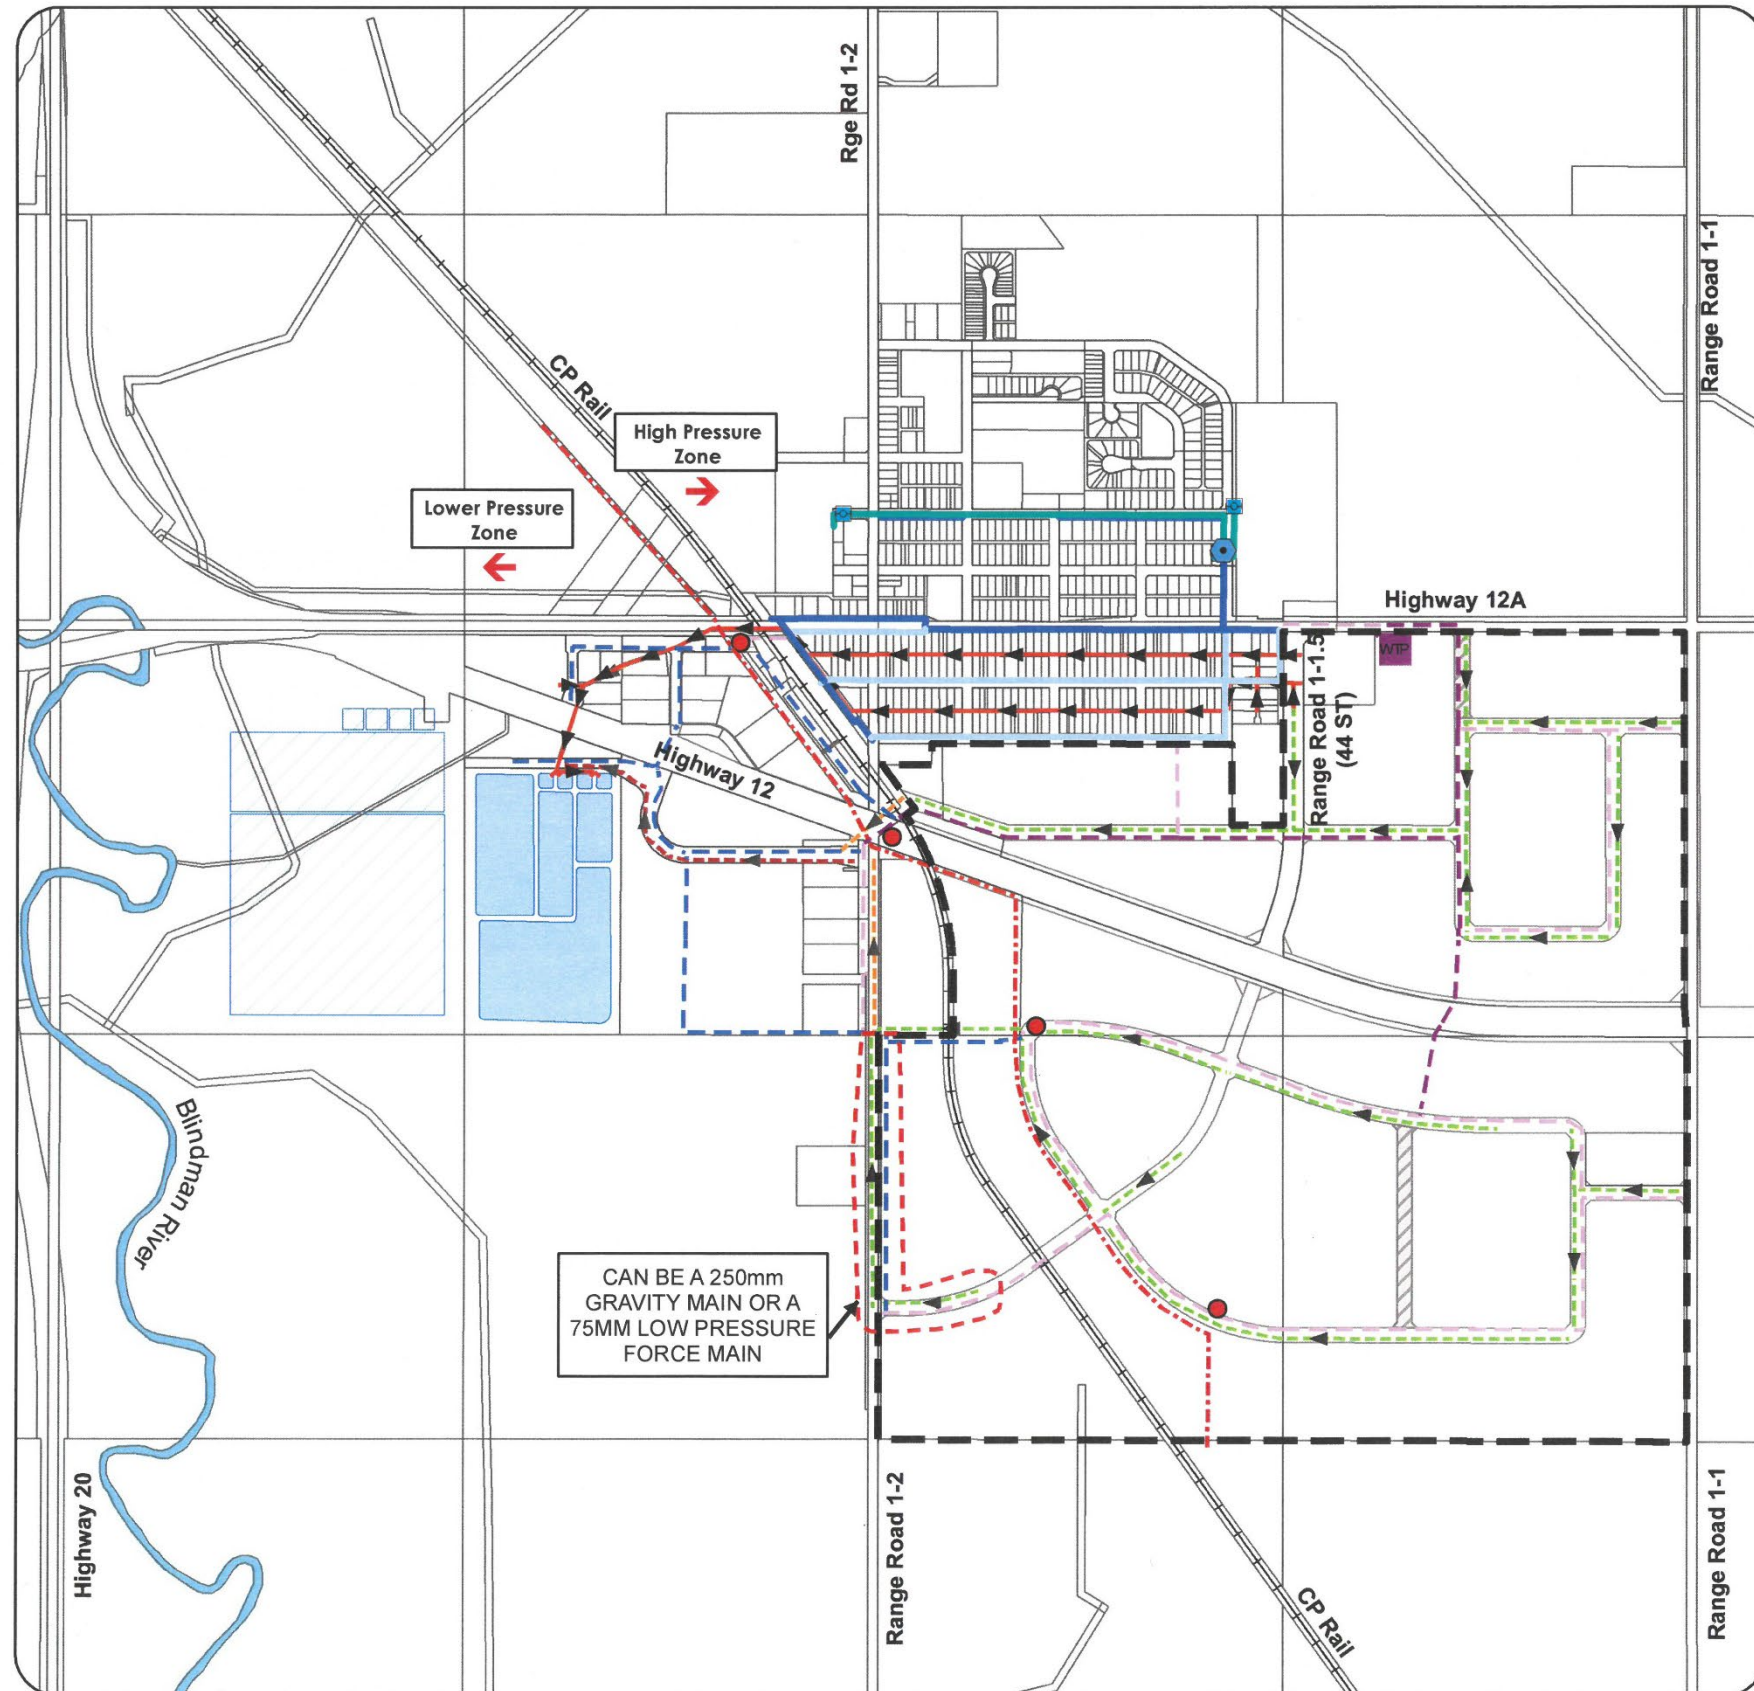 Rge Rd 1-2
Range Road 1-1
CP Rail
High Pressure
Zone
Lower Pressure
Zone
Highway 12A
WTP
Range Road 1-1.5
(44 ST)
Highway 12
Blindman River
CAN BE A 250mm
GRAVITY MAIN OR A
75MM LOW PRESSURE
FORCE MAIN
Highway 20
Range Road 1-2
CP Rail
Range Road 1-1